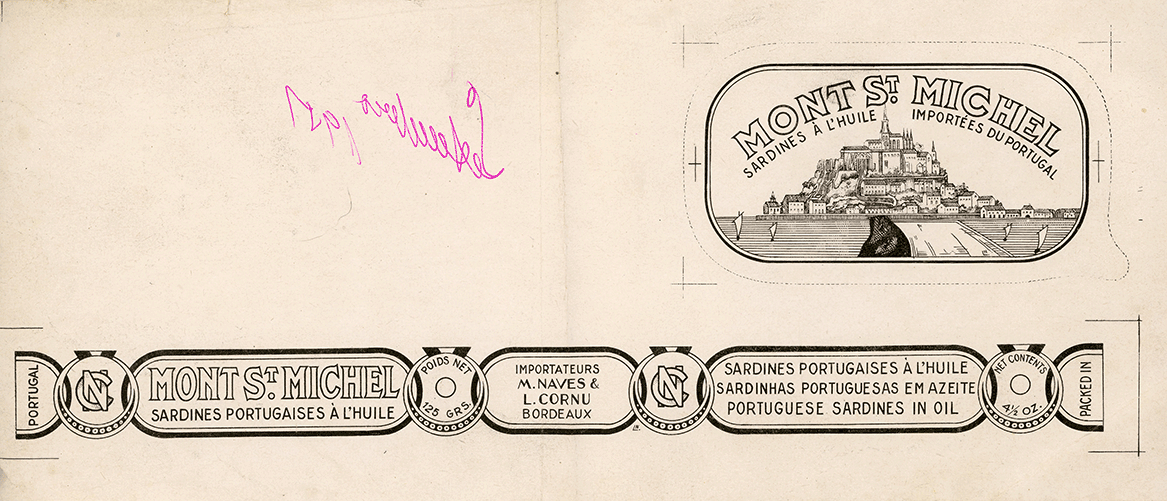 MONT ST MICHEL
SARDINES À L'HUILE IMPORTÉES DU PORTUGAL
PORTUGAL
NC
MONT ST MICHEL
SARDINES PORTUGAISES À L'HUILE
POIDS NET
125 GRS.
IMPORTATEURS
M. NAVES &
L. CORNU
BORDEAUX
NC
SARDINES PORTUGAISES À L'HUILE
SARDINHAS PORTUGUESAS EM AZEITE
PORTUGUESE SARDINES IN OIL
NET CONTENTS
4½ OZ.
PACKED IN